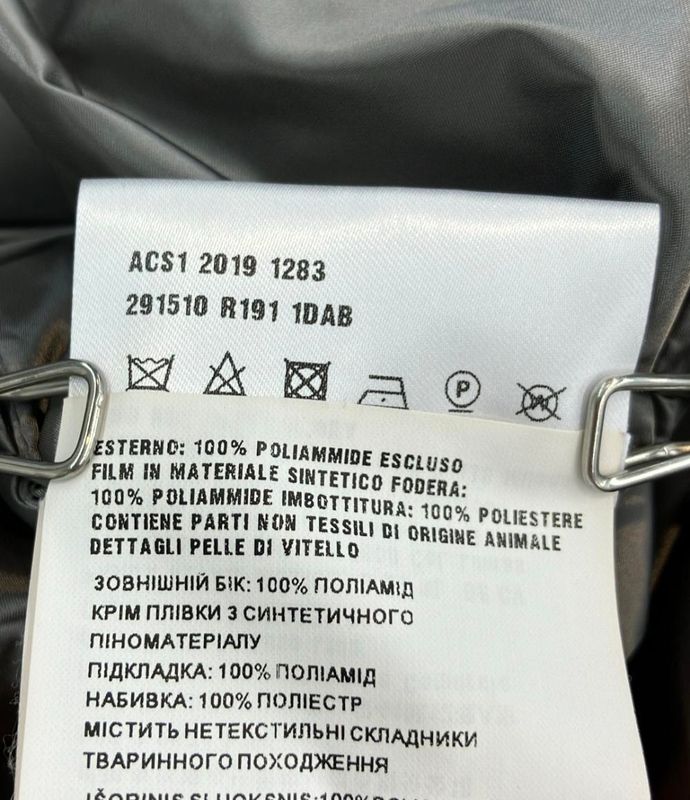 ACS1 2019 1283
291510 R191 1DAB
P
ESTERNO: 100% POLIAMMIDE ESCLUSO
FILM IN MATERIALE SINTETICO FODERA:
100% POLIAMMIDE IMBOTTITURA: 100% POLIESTERE
CONTIENE PARTI NON TESSILI DI ORIGINE ANIMALE
DETTAGLI PELLE DI VITELLO
ЗОВНІШНІЙ БІК: 100% ПОЛІАМІД
КРІМ ПЛІВКИ З СИНТЕТИЧНОГО
ПІНОМАТЕРІАЛУ
ПІДКЛАДКА: 100% ПОЛІАМІД
НАБИВКА: 100% ПОЛІЕСТР
МІСТИТЬ НЕТЕКСТИЛЬНІ СКЛАДНИКИ
ТВАРИННОГО ПОХОДЖЕННЯ